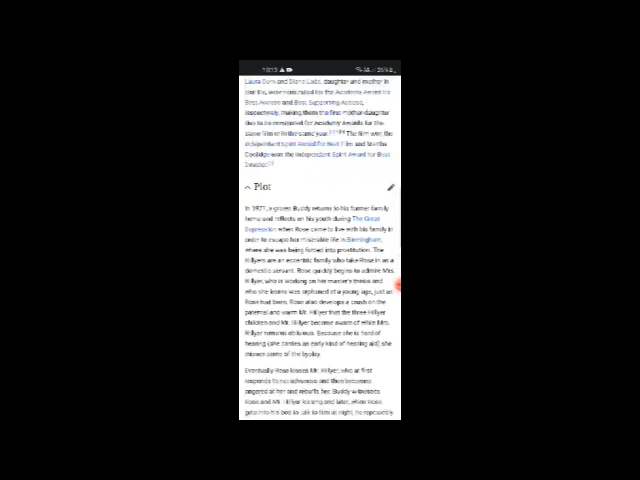 Laura Dern and Diane Ladd, daughter and mother in
real life, were nominated for the Academy Award for
Best Actress and Best Supporting Actress,
respectively, making them the first mother-daughter
duo to be nominated for Academy Awards for the
same film or in the same year. The film won the
Independent Spirit Award for Best Film and Martha
Coolidge won the Independent Spirit Award for Best
Director.
Plot
In 1971, a grown Buddy returns to his former family
home and reflects on his youth during The Great
Depression when Rose came to live with his family in
order to escape her miserable life in Birmingham,
where she was being forced into prostitution. The
Hillyers are an eccentric family who take Rose in as a
domestic servant. Rose quickly begins to admire Mrs.
Hillyer, who is working on her master's thesis and
who she learns was orphaned at a young age, just as
Rose had been. Rose also develops a crush on the
paternal and warm Mr. Hillyer that the three Hillyer
children and Mr. Hillyer become aware of while Mrs.
Hillyer remains oblivious. Because she is hard of
hearing (she carries an early kind of hearing aid) she
misses some of the byplay.
Eventually Rose kisses Mr. Hillyer, who at first
responds to her advances and then becomes
angered at her and rebuffs her. Buddy witnesses
Rose and Mr. Hillyer kissing and later, when Rose
gets into his bed to talk to him at night, he repeatedly